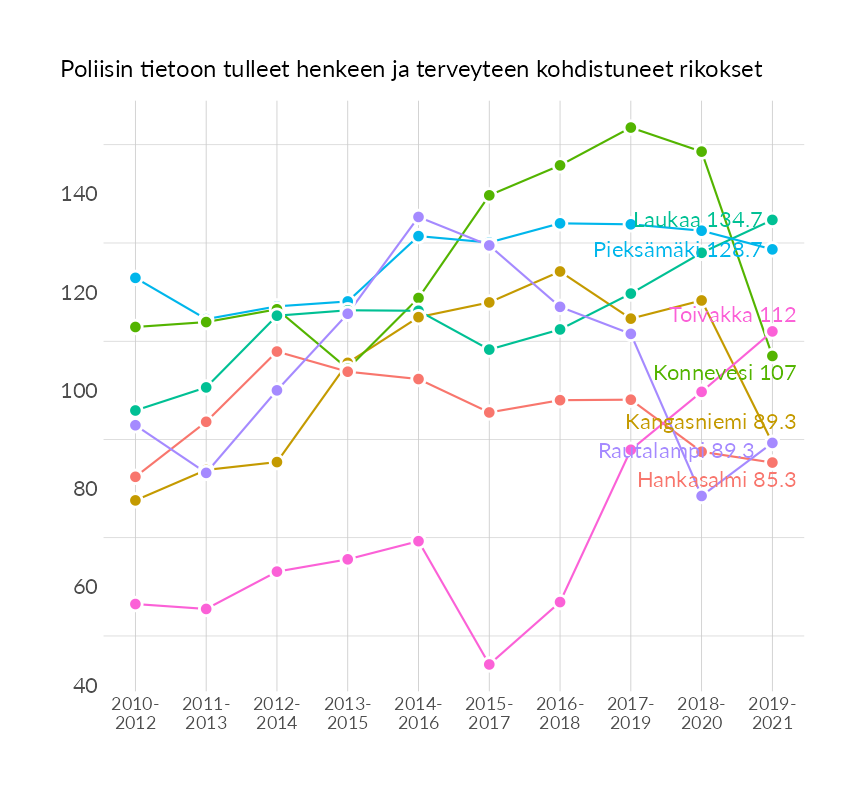 Poliisin tietoon tulleet henkeen ja terveyteen kohdistuneet rikokset
140
120
100
80
60
40
Laukaa 134.7
Pieksämäki 128.7
Toivakka 112
Konnevesi 107
Kangasniemi 89.3
Rautalampi 89.3
Hankasalmi 85.3
2010- 2011- 2012- 2013- 2014- 2015- 2016- 2017- 2018- 2019-
2012 2013 2014 2015 2016 2017 2018 2019 2020 2021